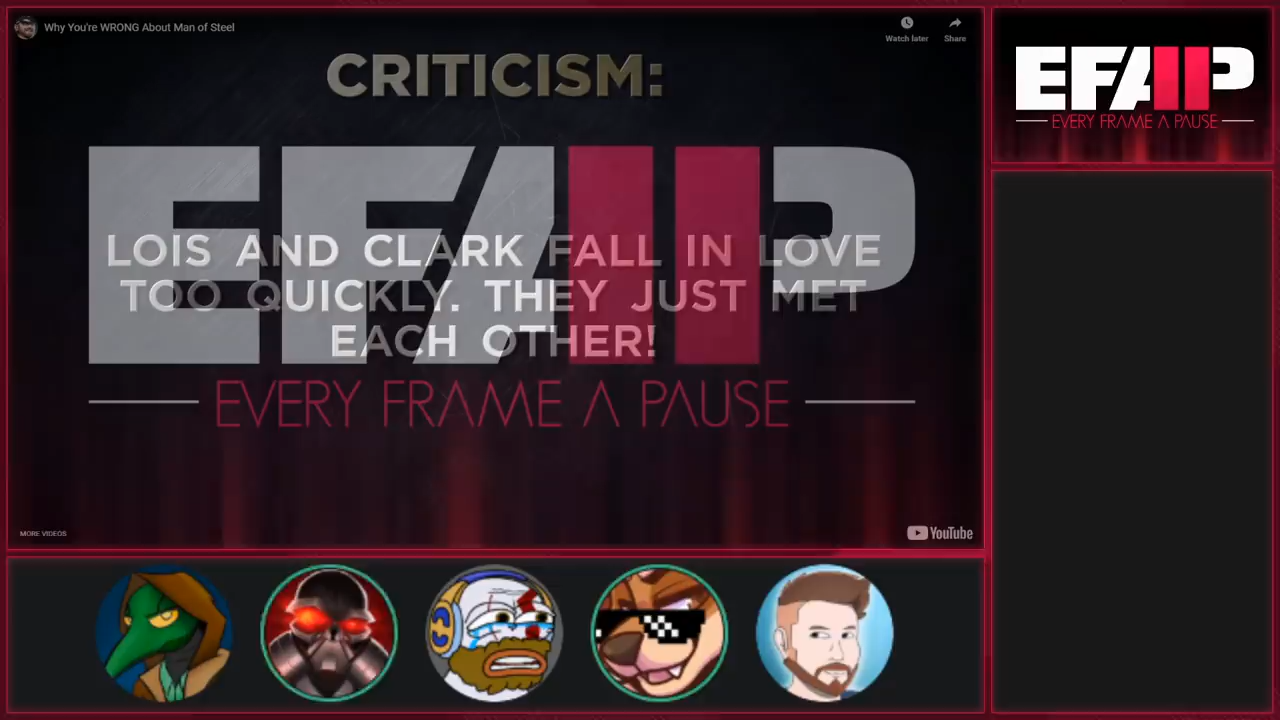 Why You're WRONG About Man of Steel
Watch later
Share
CRITICISM:
EFAP
LOIS AND CLARK FALL IN LOVE
TOO QUICKLY. THEY JUST MET
EACH OTHER!
EVERY FRAME A PAUSE
MORE VIDEOS
YouTube
EFAP
EVERY FRAME A PAUSE